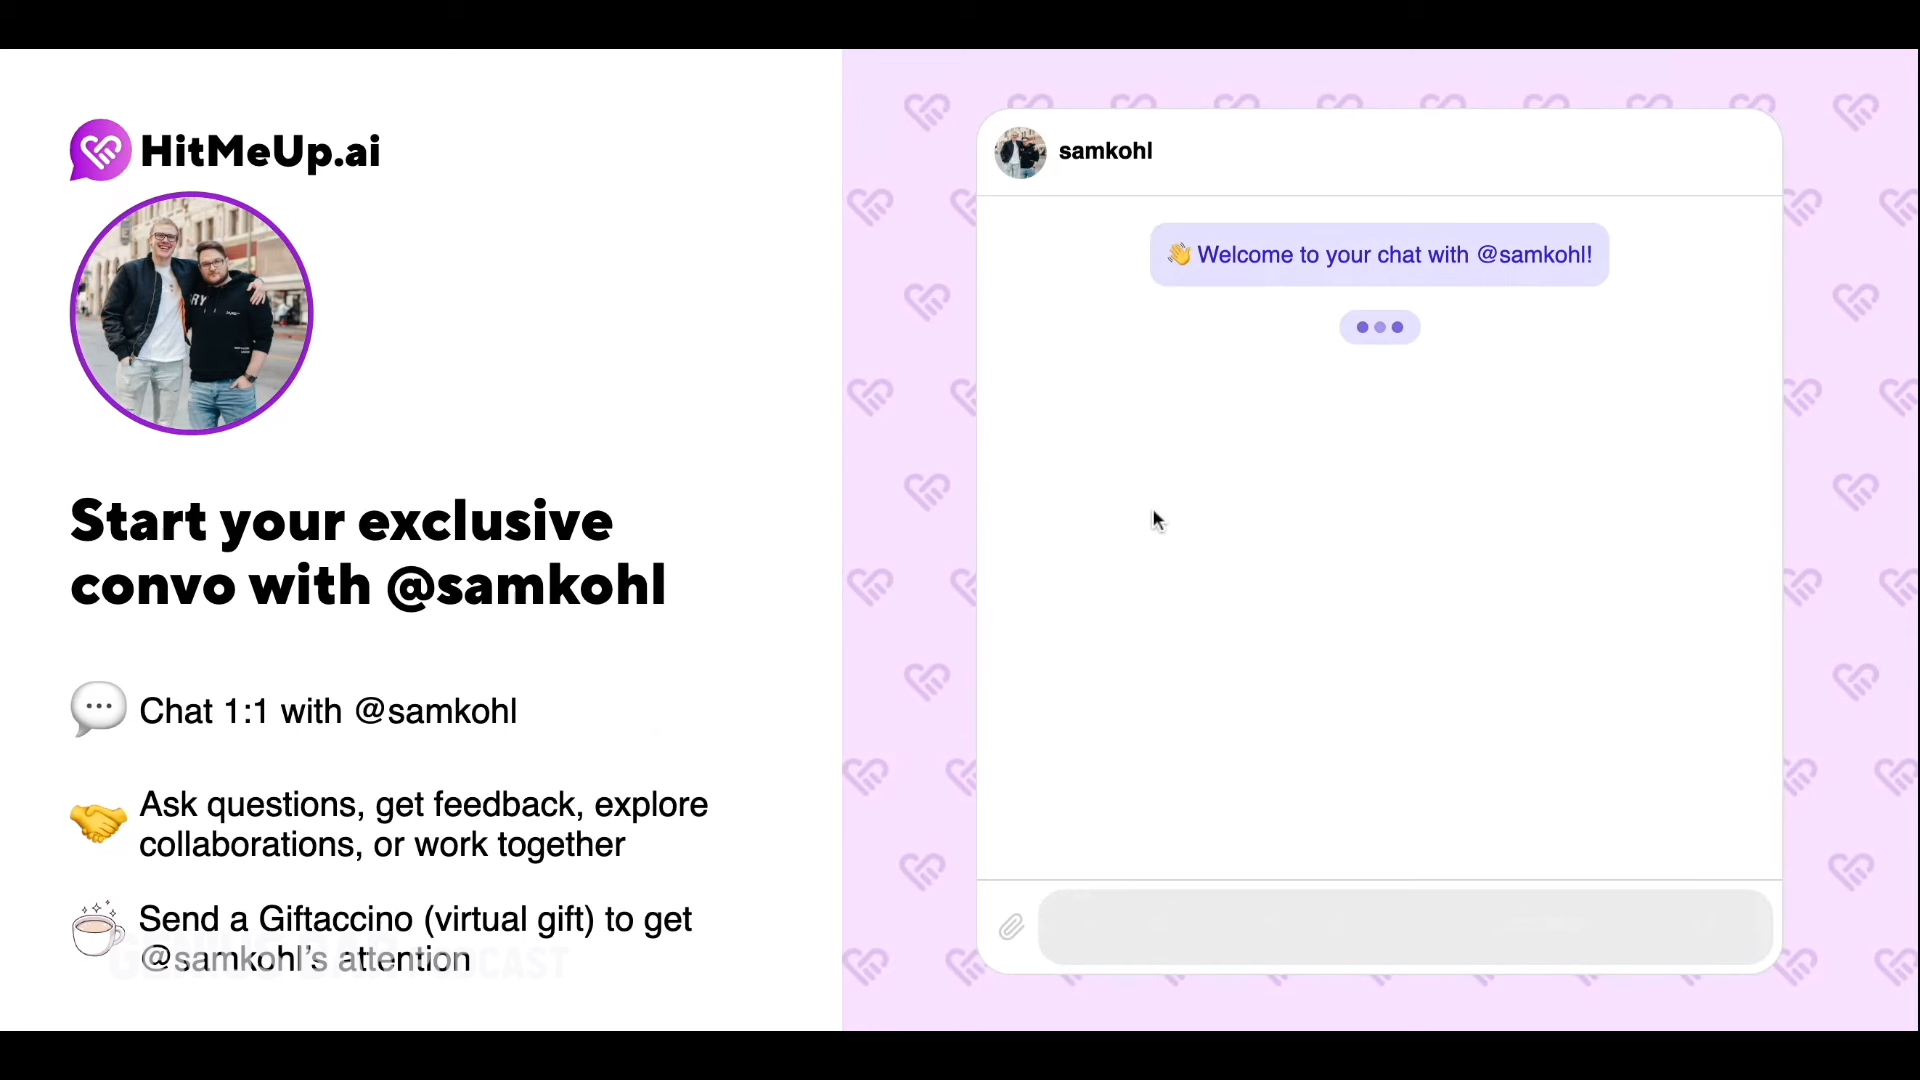 HitMeUp.ai
Start your exclusive
convo with @samkohl
Chat 1:1 with @samkohl
Ask questions, get feedback, explore
collaborations, or work together
Send a Giftaccino (virtual gift) to get
@samkohl's attention
samkohl
👋 Welcome to your chat with @samkohl!